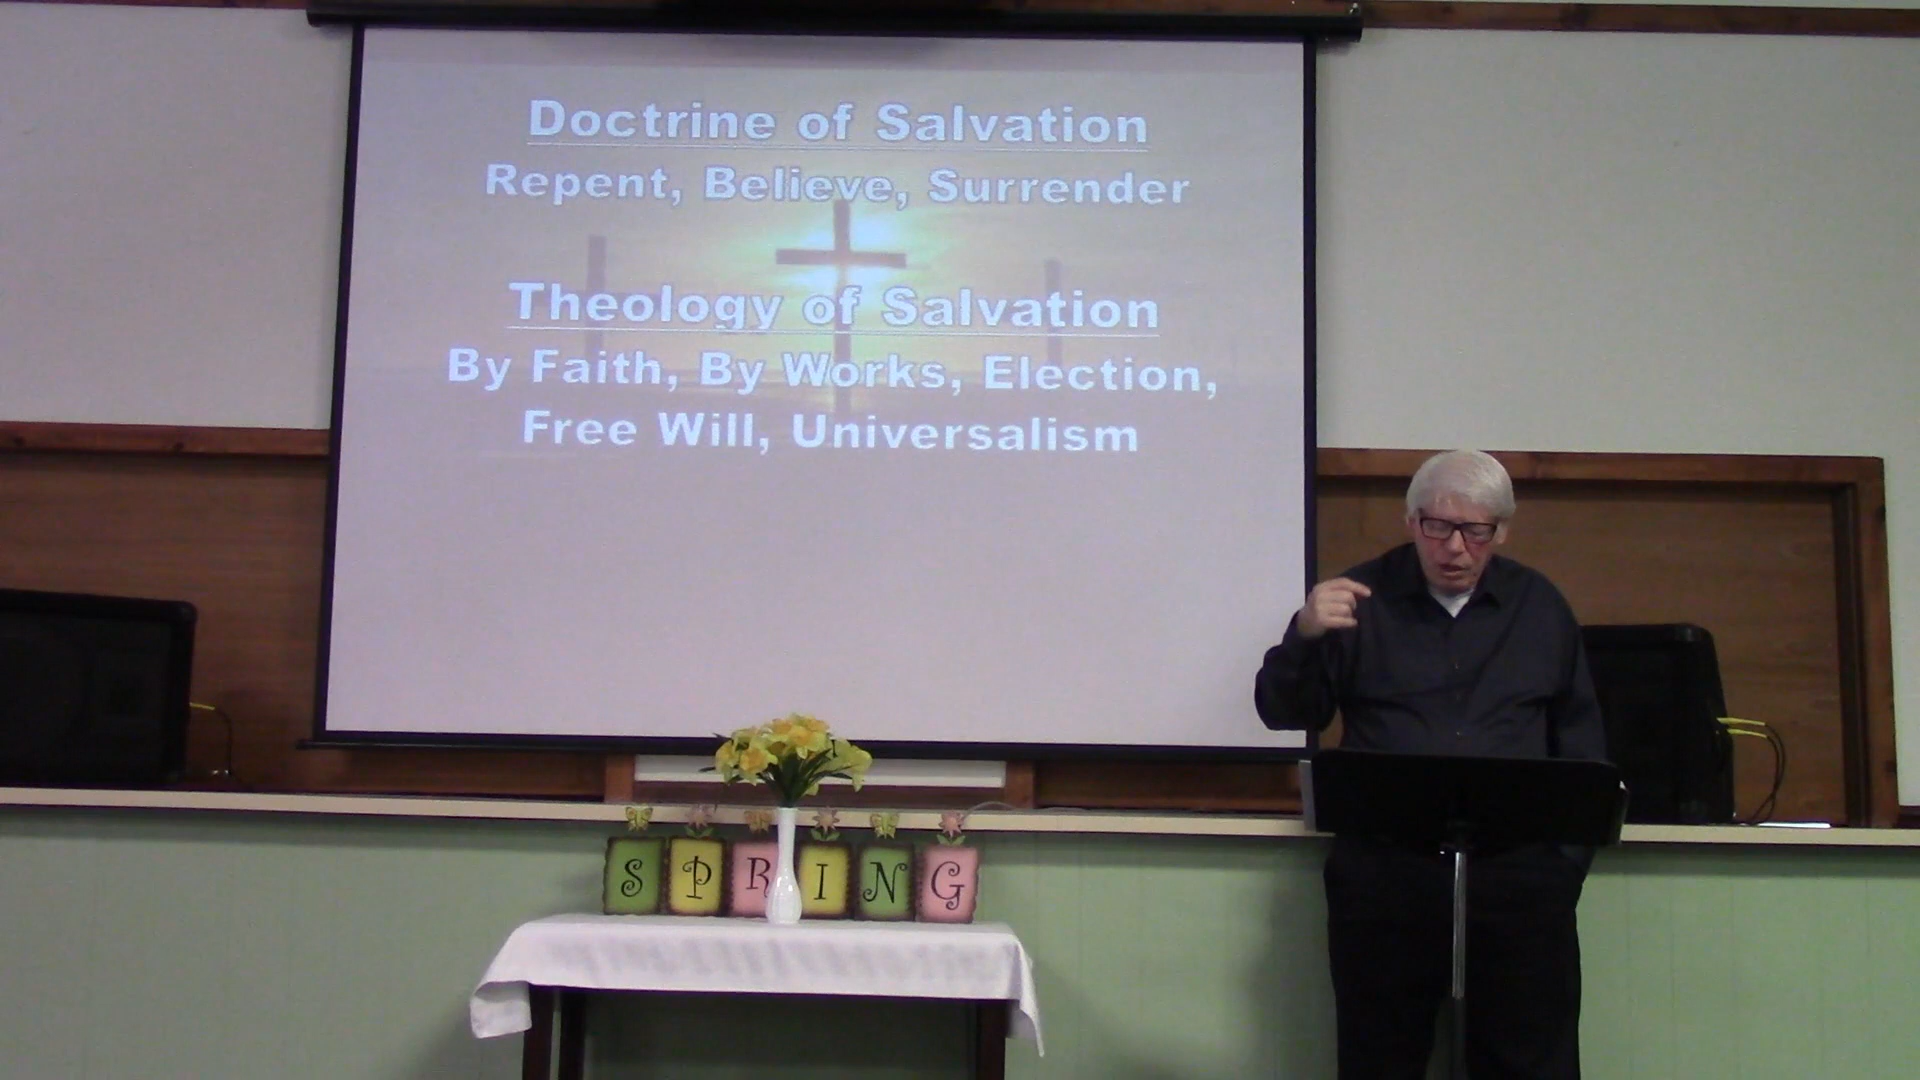 Doctrine of Salvation
Repent, Believe, Surrender
Theology of Salvation
By Faith, By Works, Election,
Free Will, Universalism
SPRING